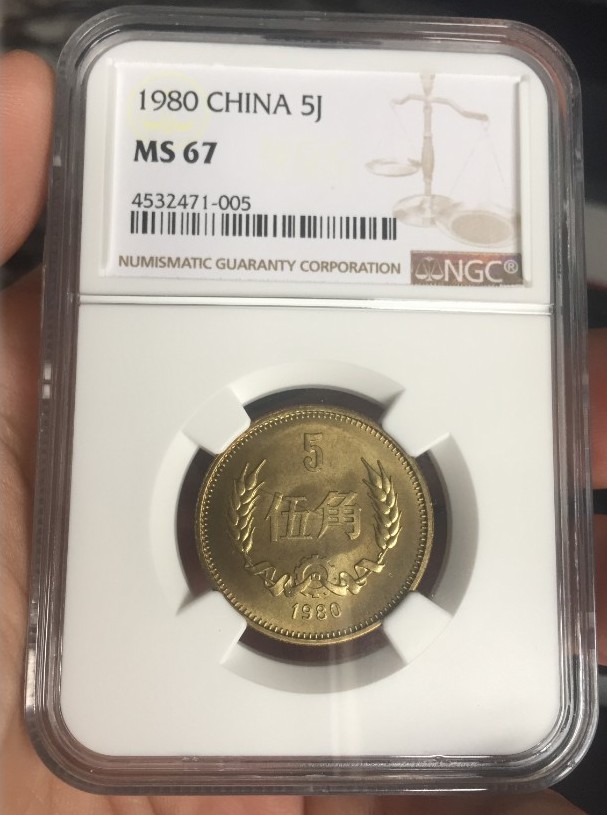 1980 CHINA 5J
MS 67
4532471-005
NUMISMATIC GUARANTY CORPORATION
NGC®
5
伍角
1980